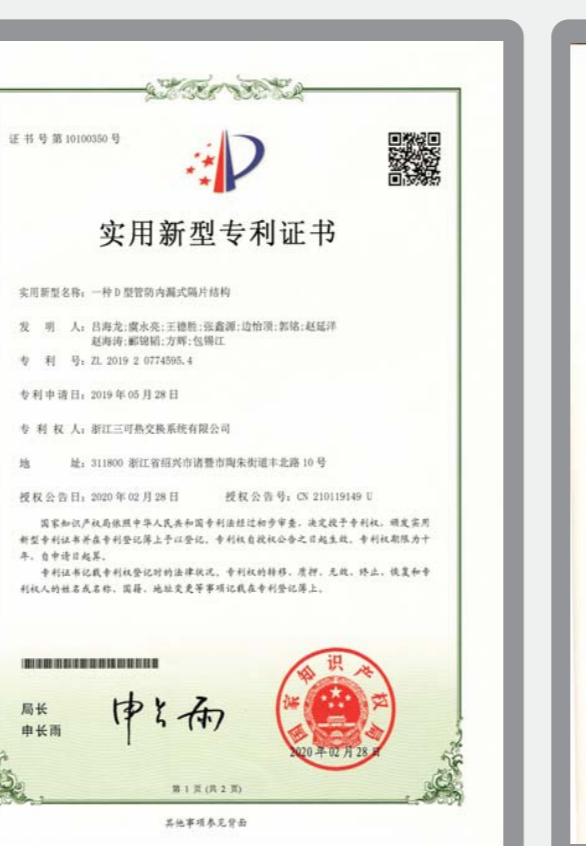 证书号第10100350号
实用新型专利证书
实用新型名称：一种D型管防内漏式隔片结构
发 明 人：吕海龙;虞水亮;王德胜;张鑫源;边怡顶;郭铭;赵延洋
赵海涛;郦锦韬;方辉;包锡江
专 利 号：ZL 2019 2 0774595.4
专利申请日：2019年05月28日
专 利 权 人：浙江三可热交换系统有限公司
地 址：311800 浙江省绍兴市诸暨市陶朱街道丰北路10号
授权公告日：2020年02月28日 授权公告号：CN 210119149 U
国家知识产权局依照中华人民共和国专利法经过初步审查，决定授予专利权，颁发实用
新型专利证书并在专利登记簿上予以登记。专利权自授权公告之日起生效。专利权期限为十
年，自申请日起算。
专利证书记载专利权登记时的法律状况。专利权的转移、质押、无效、终止、恢复和专
利权人的姓名或名称、国籍、地址变更等事项记载在专利登记簿上。
局长
申长雨
申长雨
国家知识产权局
2020年02月28日
第 1 页 (共 2 页)
其他事项参见背面